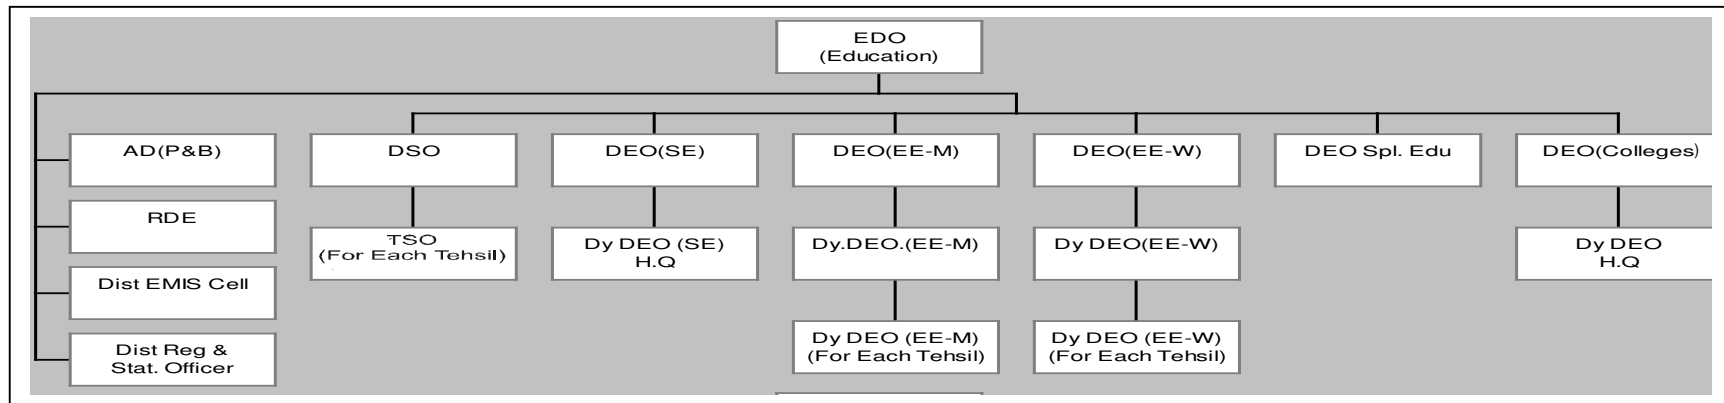 EDO
(Education)
AD(P&B)
DSO
DEO(SE)
DEO(EE-M)
DEO(EE-W)
DEO Spl. Edu
DEO(Colleges)
RDE
TSO
(For Each Tehsil)
Dy DEO (SE)
H.Q
Dy.DEO.(EE-M)
Dy DEO(EE-W)
Dy DEO
H.Q
Dist EMIS Cell
Dist Reg &
Stat. Officer
Dy DEO (EE-M)
(For Each Tehsil)
Dy DEO (EE-W)
(For Each Tehsil)